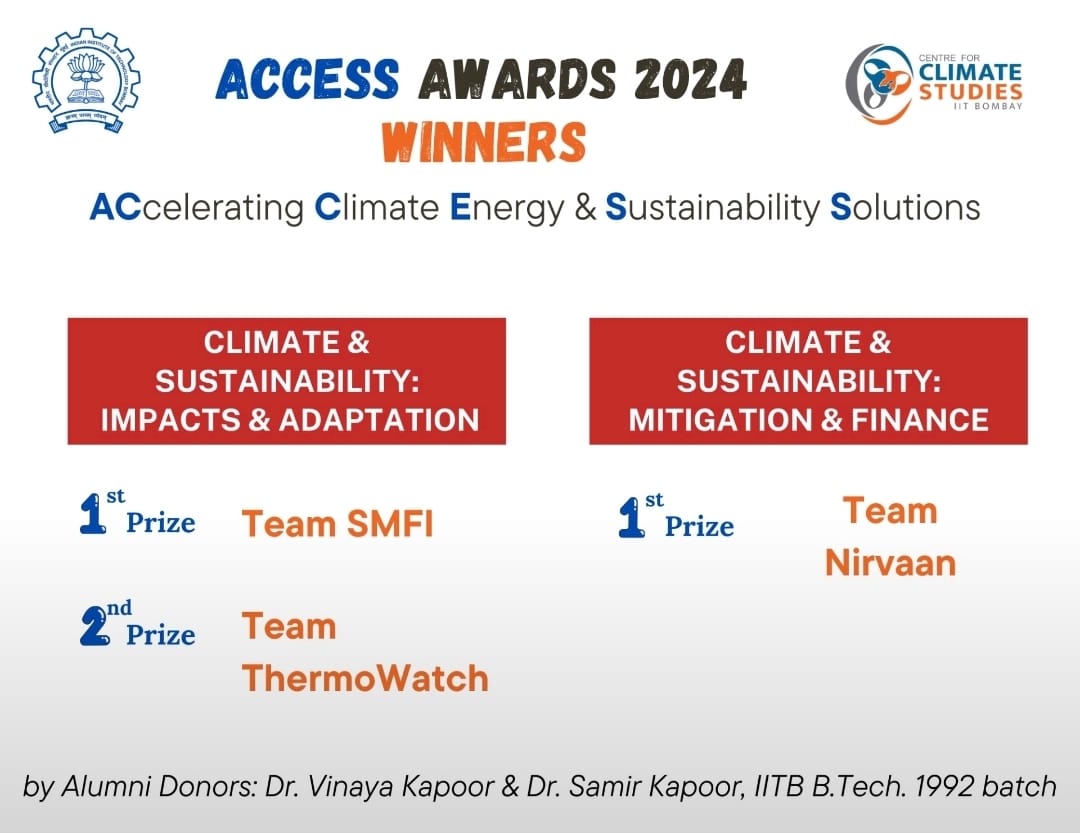 ACCESS AWARDS 2024
WINNERS
CENTRE FOR
CLIMATE
STUDIES
IIT BOMBAY
ACcelerating Climate Energy & Sustainability Solutions
CLIMATE &
SUSTAINABILITY:
IMPACTS & ADAPTATION
1st Prize Team SMFI
2nd Prize Team
ThermoWatch
CLIMATE &
SUSTAINABILITY:
MITIGATION & FINANCE
1st Prize Team
Nirvaan
by Alumni Donors: Dr. Vinaya Kapoor & Dr. Samir Kapoor, IITB B.Tech. 1992 batch